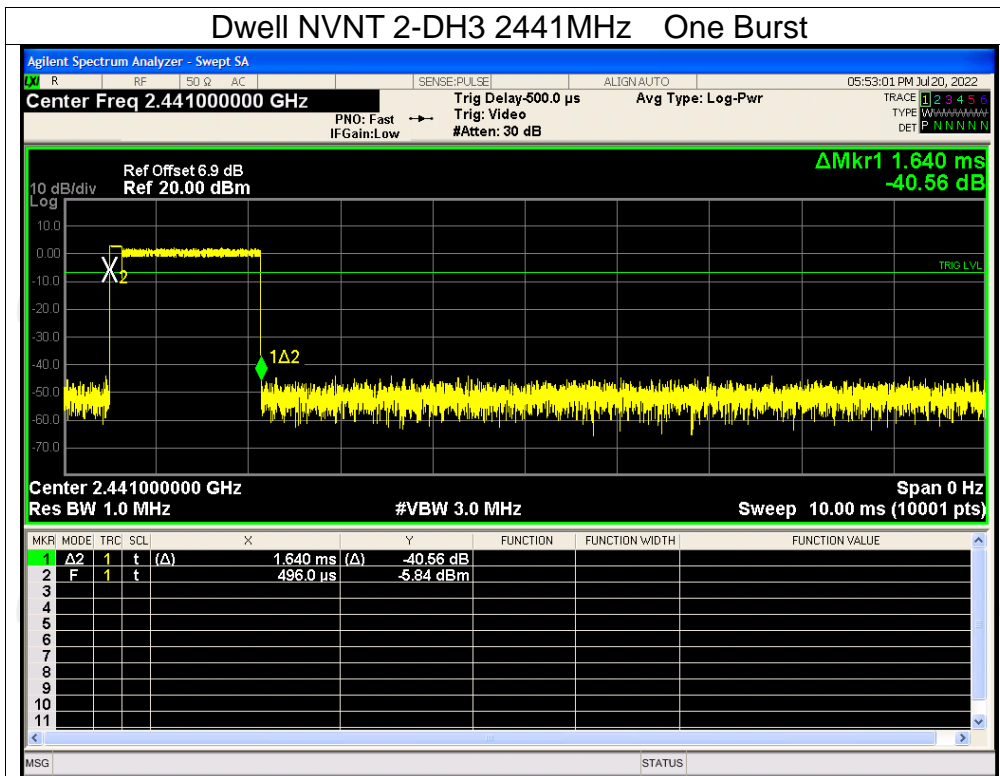 Dwell NVNT 2-DH3 2441MHz One Burst
Agilent Spectrum Analyzer - Swept SA
LXI R RF 50 Ω AC SENSE:PULSE ALIGN AUTO 05:53:01 PM Jul 20, 2022
Center Freq 2.441000000 GHz Trig Delay-500.0 µs Avg Type: Log-Pwr TRACE 1 2 3 4 5 6
PNO: Fast Trig: Video TYPE WWWWWW
IFGain:Low #Atten: 30 dB DET P N N N N N
ΔMkr1 1.640 ms
-40.56 dB
Ref Offset 6.9 dB
10 dB/div Ref 20.00 dBm
Log
10.0
0.00
TRIG LVL
X2
-10.0
-20.0
-30.0
1Δ2
-40.0
-50.0
-60.0
-70.0
Center 2.441000000 GHz Span 0 Hz
Res BW 1.0 MHz #VBW 3.0 MHz Sweep 10.00 ms (10001 pts)
MKR MODE TRC SCL X Y FUNCTION FUNCTION WIDTH FUNCTION VALUE
1 Δ2 1 t (Δ) 1.640 ms (Δ) -40.56 dB
2 F 1 t 496.0 µs -5.84 dBm
3
4
5
6
7
8
9
10
11
MSG STATUS